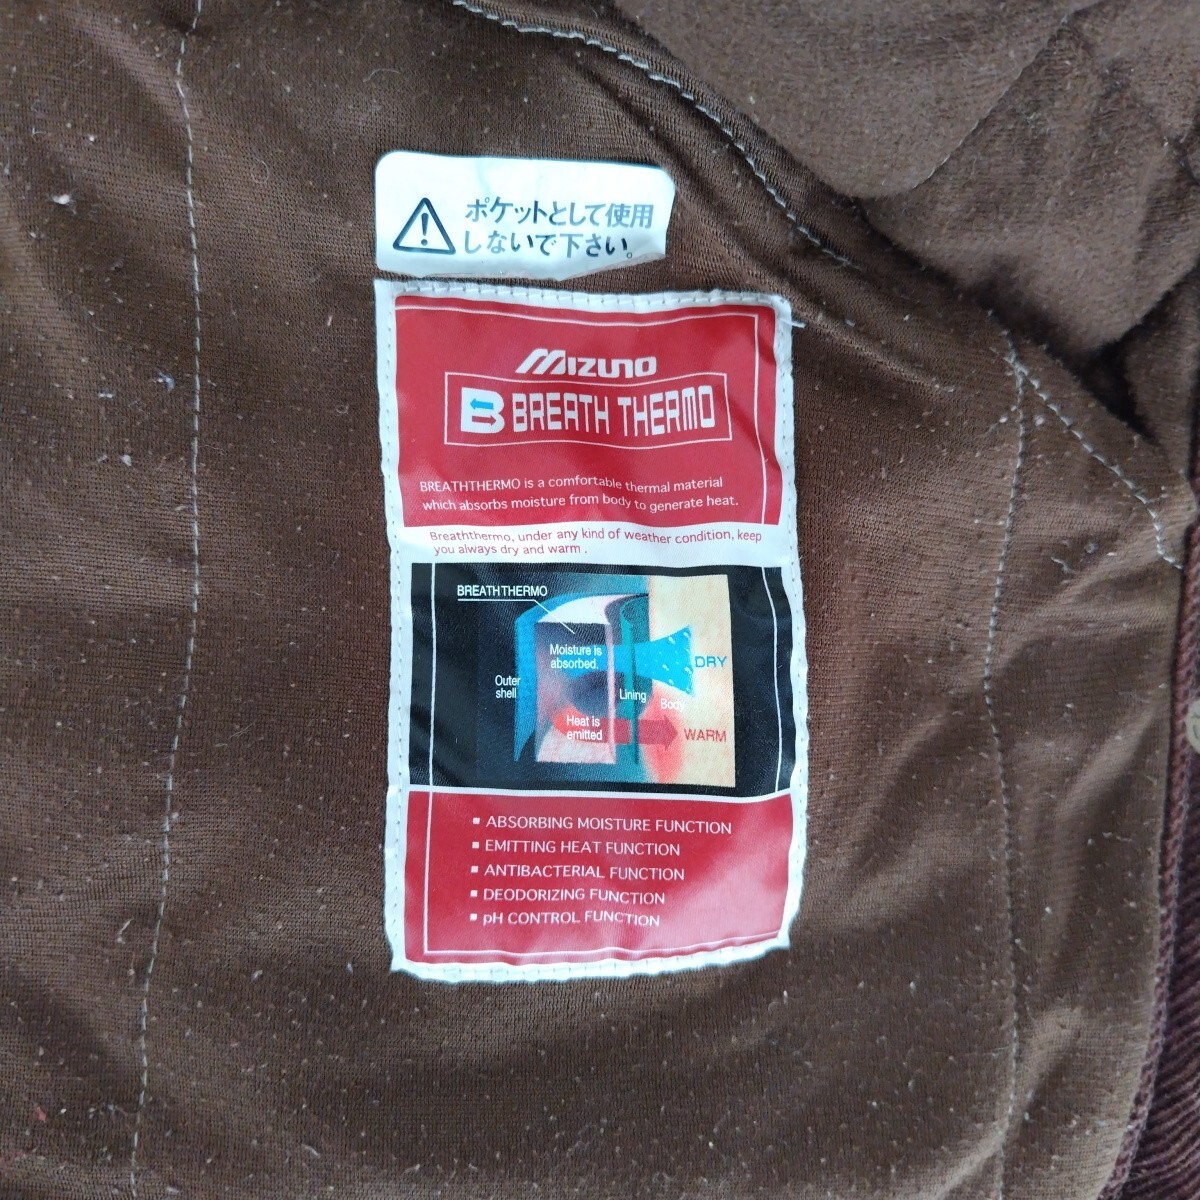 ポケットとして使用
しないで下さい。
MIZUNO
B BREATH THERMO
BREATHTHERMO is a comfortable thermal material
which absorbs moisture from body to generate heat.
Breaththermo, under any kind of weather condition, keep
you always dry and warm .
BREATHTHERMO
Moisture is
absorbed.
DRY
Outer
shell
Lining
Body
Heat is
emitted
WARM
▪ ABSORBING MOISTURE FUNCTION
▪ EMITTING HEAT FUNCTION
▪ ANTIBACTERIAL FUNCTION
▪ DEODORIZING FUNCTION
▪ pH CONTROL FUNCTION